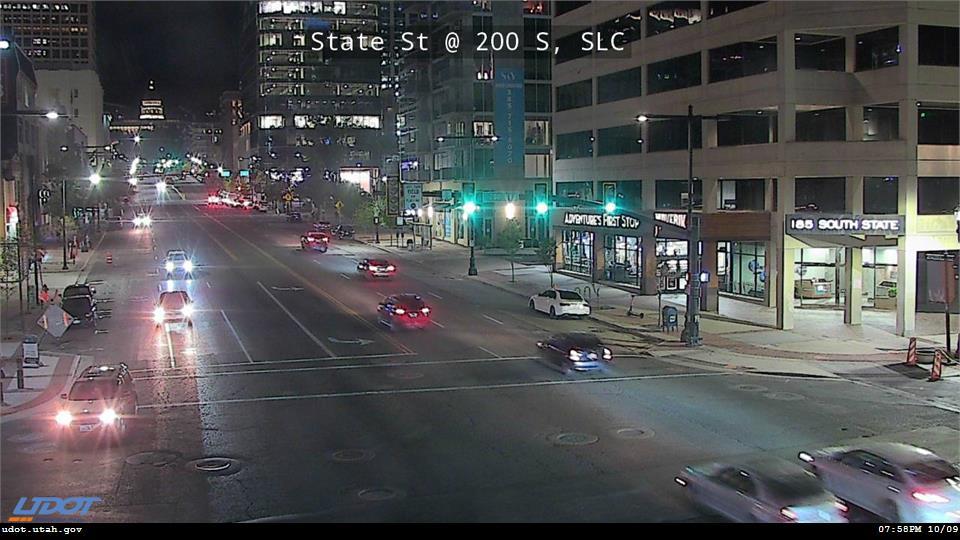 State St @ 200 S, SLC
ADVENTURE'S FIRST STOP
185 SOUTH STATE
UDOT
udot.utah.gov
07:58PM 10/09